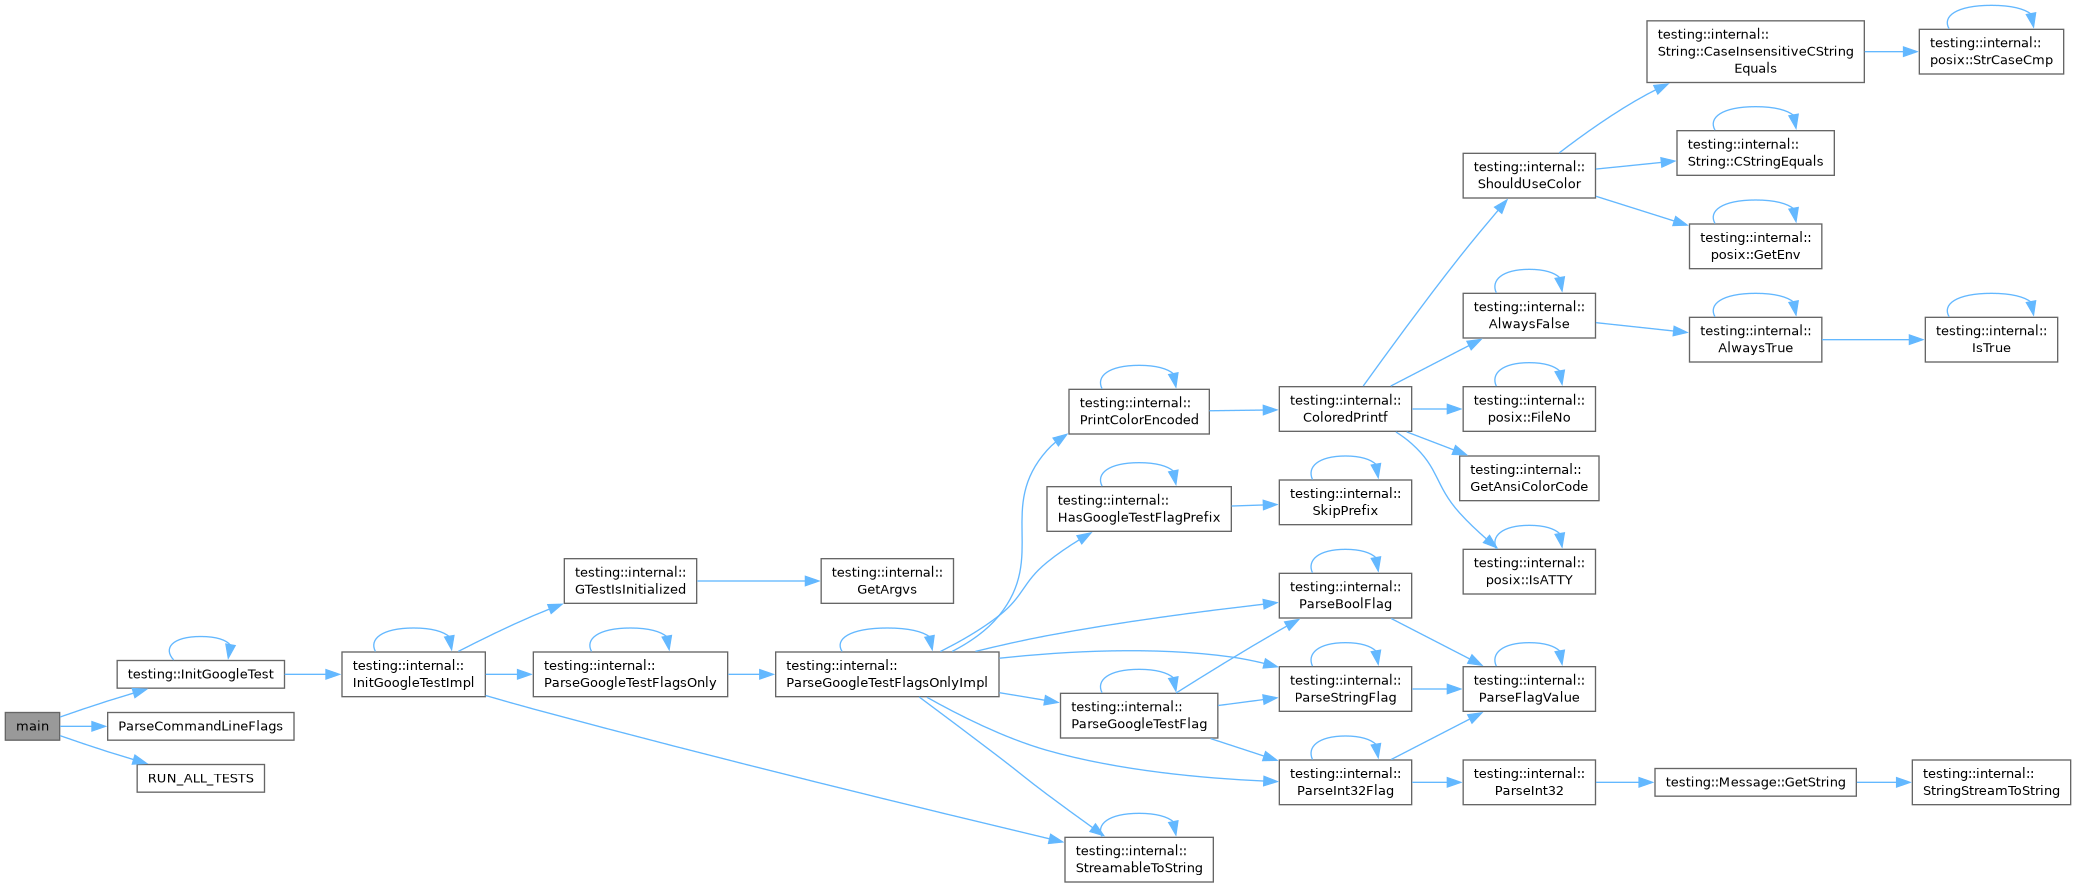 main
testing::InitGoogleTest
ParseCommandLineFlags
RUN_ALL_TESTS
testing::internal::
InitGoogleTestImpl
testing::internal::
GTestIsInitialized
testing::internal::
ParseGoogleTestFlagsOnly
testing::internal::
GetArgvs
testing::internal::
ParseGoogleTestFlagsOnlyImpl
testing::internal::
PrintColorEncoded
testing::internal::
HasGoogleTestFlagPrefix
testing::internal::
ParseGoogleTestFlag
testing::internal::
StreamableToString
testing::internal::
ColoredPrintf
testing::internal::
SkipPrefix
testing::internal::
ParseBoolFlag
testing::internal::
ParseStringFlag
testing::internal::
ParseInt32Flag
testing::internal::
ShouldUseColor
testing::internal::
AlwaysFalse
testing::internal::
posix::FileNo
testing::internal::
GetAnsiColorCode
testing::internal::
posix::IsATTY
testing::internal::
ParseFlagValue
testing::internal::
ParseInt32
testing::internal::
String::CaseInsensitiveCString
Equals
testing::internal::
String::CStringEquals
testing::internal::
posix::GetEnv
testing::internal::
AlwaysTrue
testing::Message::GetString
testing::internal::
posix::StrCaseCmp
testing::internal::
IsTrue
testing::internal::
StringStreamToString